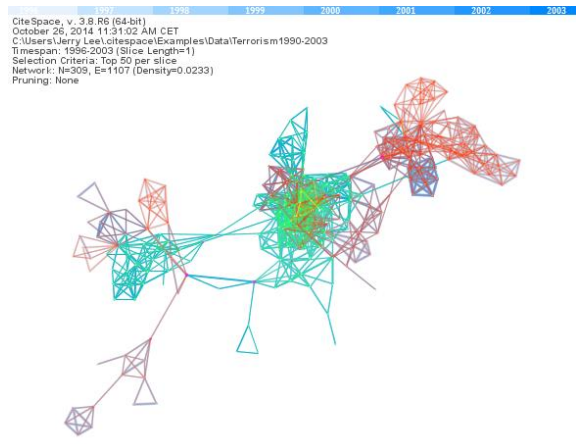 1996 1997 1998 1999 2000 2001 2002 2003
CiteSpace, v. 3.8.R6 (64-bit)
October 26, 2014 11:31:02 AM CET
C:\Users\Jerry Lee\.citespace\Examples\Data\Terrorism1990-2003
Timespan: 1996-2003 (Slice Length=1)
Selection Criteria: Top 50 per slice
Network: N=309, E=1107 (Density=0.0233)
Pruning: None